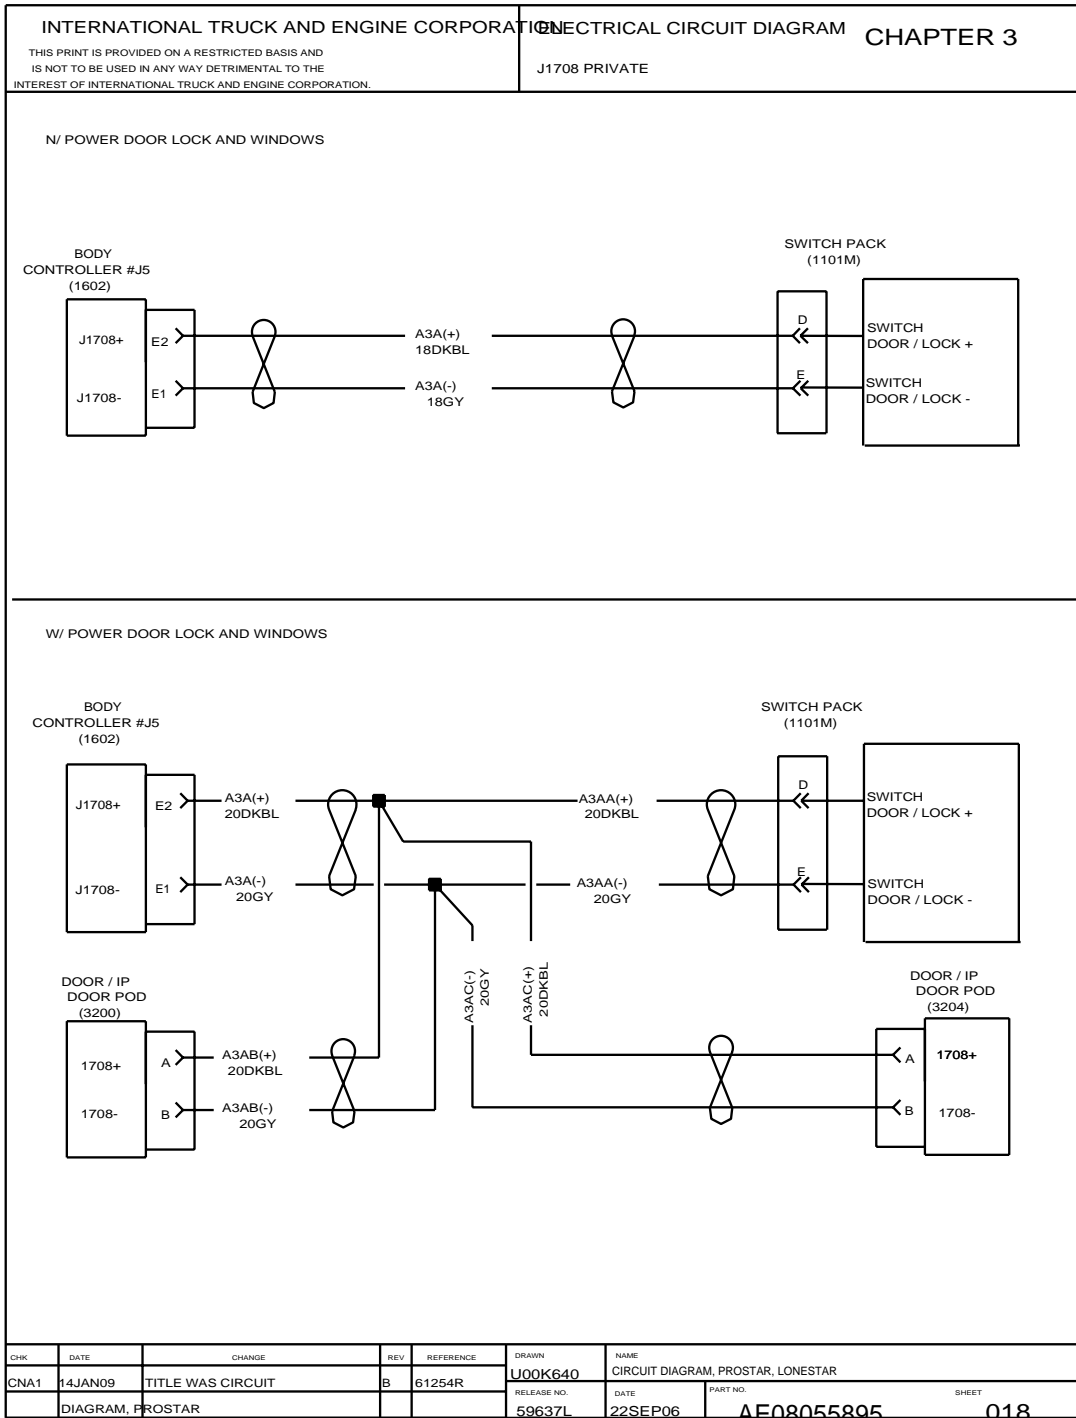 INTERNATIONAL TRUCK AND ENGINE CORPORATION
THIS PRINT IS PROVIDED ON A RESTRICTED BASIS AND
IS NOT TO BE USED IN ANY WAY DETRIMENTAL TO THE
INTEREST OF INTERNATIONAL TRUCK AND ENGINE CORPORATION.
ELECTRICAL CIRCUIT DIAGRAM
CHAPTER 3
J1708 PRIVATE
N/ POWER DOOR LOCK AND WINDOWS
BODY
CONTROLLER #J5
(1602)
SWITCH PACK
(1101M)
J1708+
E2
A3A(+)
18DKBL
D
SWITCH
DOOR / LOCK +
J1708-
E1
A3A(-)
18GY
E
SWITCH
DOOR / LOCK -
W/ POWER DOOR LOCK AND WINDOWS
BODY
CONTROLLER #J5
(1602)
SWITCH PACK
(1101M)
J1708+
E2
A3A(+)
20DKBL
A3AA(+)
20DKBL
D
SWITCH
DOOR / LOCK +
J1708-
E1
A3A(-)
20GY
A3AA(-)
20GY
E
SWITCH
DOOR / LOCK -
A3AC(-)
20GY
A3AC(+)
20DKBL
DOOR / IP
DOOR POD
(3200)
DOOR / IP
DOOR POD
(3204)
1708+
A
A3AB(+)
20DKBL
A
1708+
1708-
B
A3AB(-)
20GY
B
1708-
CHK DATE CHANGE REV REFERENCE
CNA1 14JAN09 TITLE WAS CIRCUIT B 61254R
DIAGRAM, PROSTAR
DRAWN
U00K640
NAME
CIRCUIT DIAGRAM, PROSTAR, LONESTAR
RELEASE NO.
59637L
DATE
22SEP06
PART NO.
AE08055895
SHEET
018